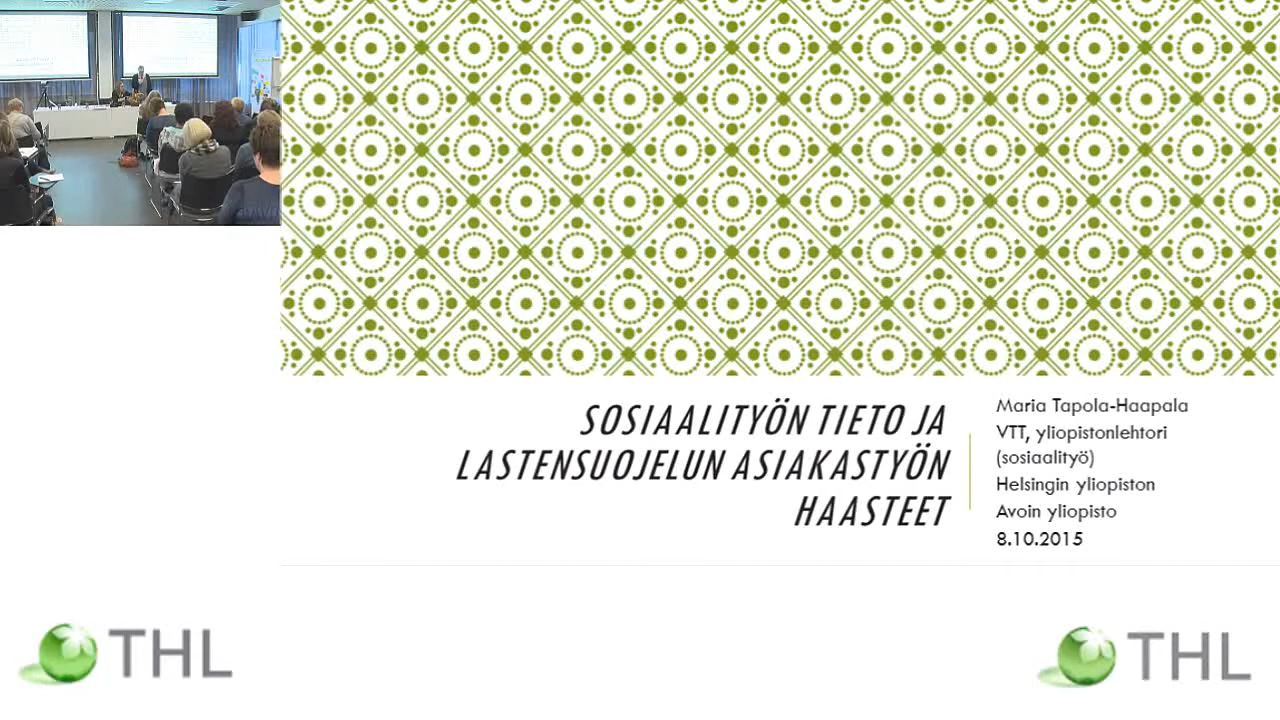 SOSIAALITYÖN TIETO JA
LASTENSUOJELUN ASIAKASTYÖN
HAASTEET
Maria Tapola-Haapala
VTT, yliopistonlehtori
(sosiaalityö)
Helsingin yliopiston
Avoin yliopisto
8.10.2015
THL
THL